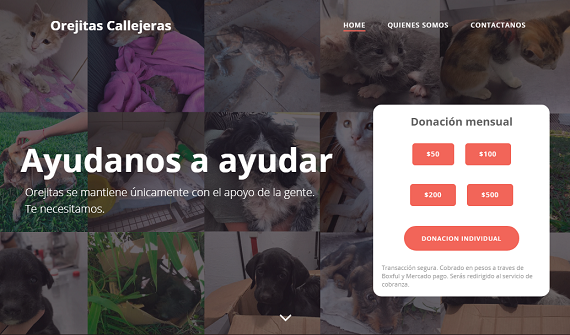 Orejitas Callejeras
HOME QUIENES SOMOS CONTACTANOS
Ayudanos a ayudar
Orejitas se mantiene únicamente con el apoyo de la gente.
Te necesitamos.
Donación mensual
$50 $100
$200 $500
DONACION INDIVIDUAL
Transacción segura. Cobrado en pesos a traves de
Boxful y Mercado pago. Serás redirigido al servicio de
cobranza.